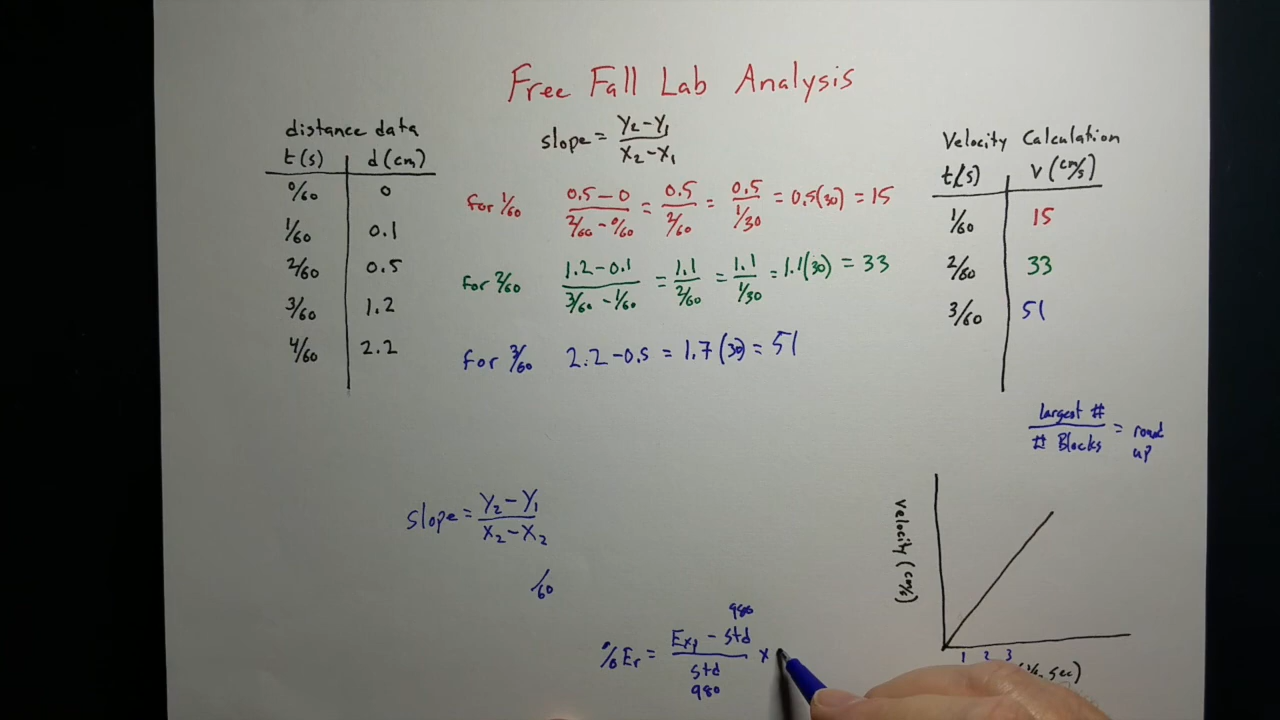 Free Fall Lab Analysis
distance data
t(s) d(cm)
0/60 0
1/60 0.1
2/60 0.5
3/60 1.2
4/60 2.2
slope = Y2-Y1 / X2-X1
for 1/60 0.5-0 / 2/60-0/60 = 0.5 / 2/60 = 0.5 / 1/30 = 0.5(30) = 15
for 2/60 1.2-0.1 / 3/60-1/60 = 1.1 / 2/60 = 1.1 / 1/30 = 1.1(30) = 33
for 3/60 2.2-0.5 = 1.7(30) = 51
Velocity Calculation
t(s) v(cm/s)
1/60 15
2/60 33
3/60 51
largest # / # Blocks = round up
slope = Y2-Y1 / X2-X2
/60
980
%Er = Exp - Std / Std x
980
Velocity (cm/s)
1 2 3
sec)